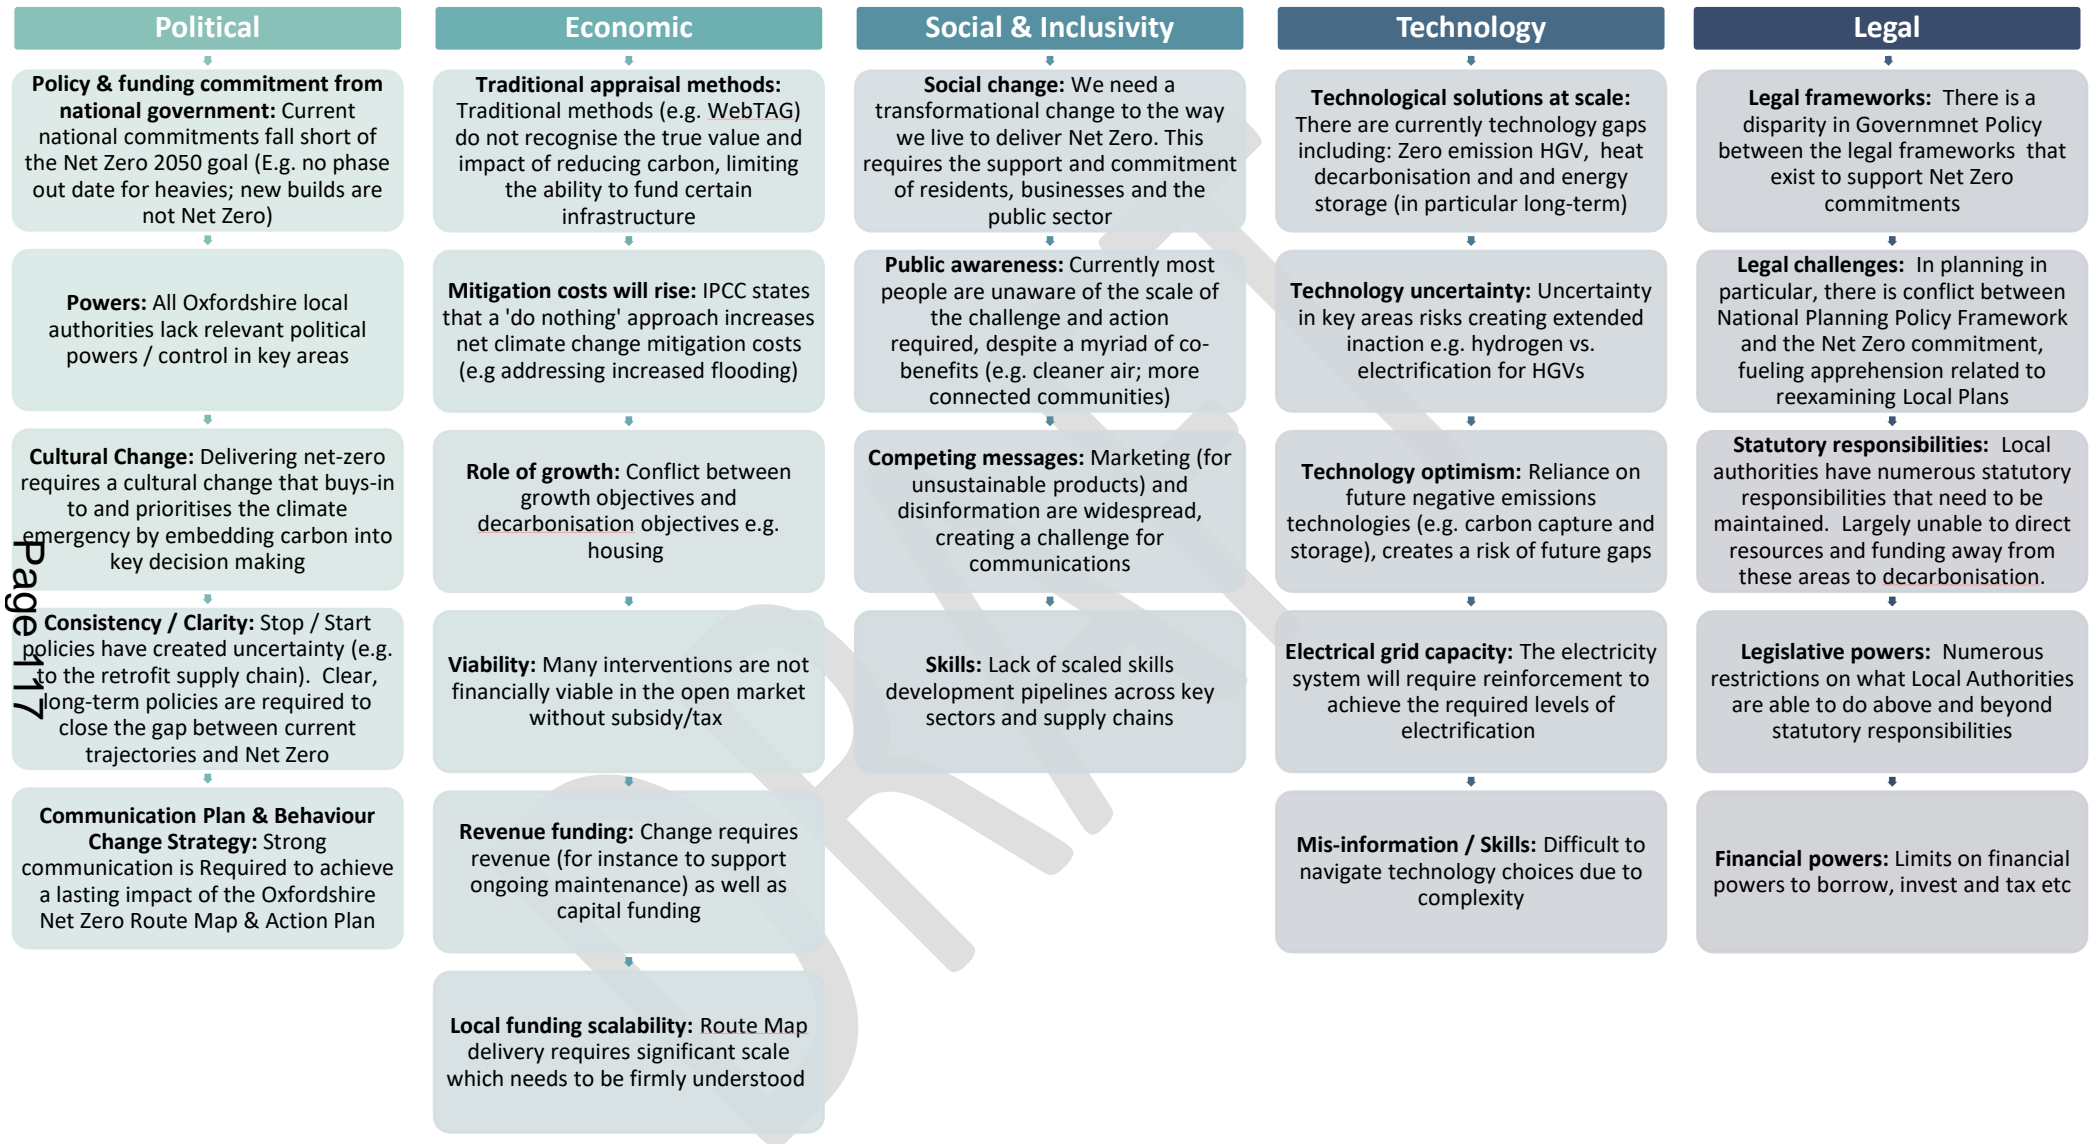 Political
Policy & funding commitment from
national government: Current
national commitments fall short of
the Net Zero 2050 goal (E.g. no phase
out date for heavies; new builds are
not Net Zero)
Powers: All Oxfordshire local
authorities lack relevant political
powers / control in key areas
Cultural Change: Delivering net-zero
requires a cultural change that buys-in
to and prioritises the climate
emergency by embedding carbon into
key decision making
Consistency / Clarity: Stop / Start
policies have created uncertainty (e.g.
to the retrofit supply chain).  Clear,
long-term policies are required to
close the gap between current
trajectories and Net Zero
Communication Plan & Behaviour
Change Strategy: Strong
communication is Required to achieve
a lasting impact of the Oxfordshire
Net Zero Route Map & Action Plan
Economic
Traditional appraisal methods:
Traditional methods (e.g. WebTAG)
do not recognise the true value and
impact of reducing carbon, limiting
the ability to fund certain
infrastructure
Mitigation costs will rise: IPCC states
that a 'do nothing' approach increases
net climate change mitigation costs
(e.g addressing increased flooding)
Role of growth: Conflict between
growth objectives and
decarbonisation objectives e.g.
housing
Viability: Many interventions are not
financially viable in the open market
without subsidy/tax
Revenue funding: Change requires
revenue (for instance to support
ongoing maintenance) as well as
capital funding
Local funding scalability: Route Map
delivery requires significant scale
which needs to be firmly understood
Social & Inclusivity
Social change: We need a
transformational change to the way
we live to deliver Net Zero. This
requires the support and commitment
of residents, businesses and the
public sector
Public awareness: Currently most
people are unaware of the scale of
the challenge and action
required, despite a myriad of co-
benefits (e.g. cleaner air; more
connected communities)
Competing messages: Marketing (for
unsustainable products) and
disinformation are widespread,
creating a challenge for
communications
Skills: Lack of scaled skills
development pipelines across key
sectors and supply chains
Technology
Technological solutions at scale:
There are currently technology gaps
including: Zero emission HGV,  heat
decarbonisation and and energy
storage (in particular long-term)
Technology uncertainty: Uncertainty
in key areas risks creating extended
inaction e.g. hydrogen vs.
electrification for HGVs
Technology optimism: Reliance on
future negative emissions
technologies (e.g. carbon capture and
storage), creates a risk of future gaps
Electrical grid capacity: The electricity
system will require reinforcement to
achieve the required levels of
electrification
Mis-information / Skills: Difficult to
navigate technology choices due to
complexity
Legal
Legal frameworks:  There is a
disparity in Governmnet Policy
between the legal frameworks  that
exist to support Net Zero
commitments
Legal challenges:  In planning in
particular, there is conflict between
National Planning Policy Framework
and the Net Zero commitment,
fueling apprehension related to
reexamining Local Plans
Statutory responsibilities:  Local
authorities have numerous statutory
responsibilities that need to be
maintained.  Largely unable to direct
resources and funding away from
these areas to decarbonisation.
Legislative powers:  Numerous
restrictions on what Local Authorities
are able to do above and beyond
statutory responsibilities
Financial powers: Limits on financial
powers to borrow, invest and tax etc
Page 117
DRAFT